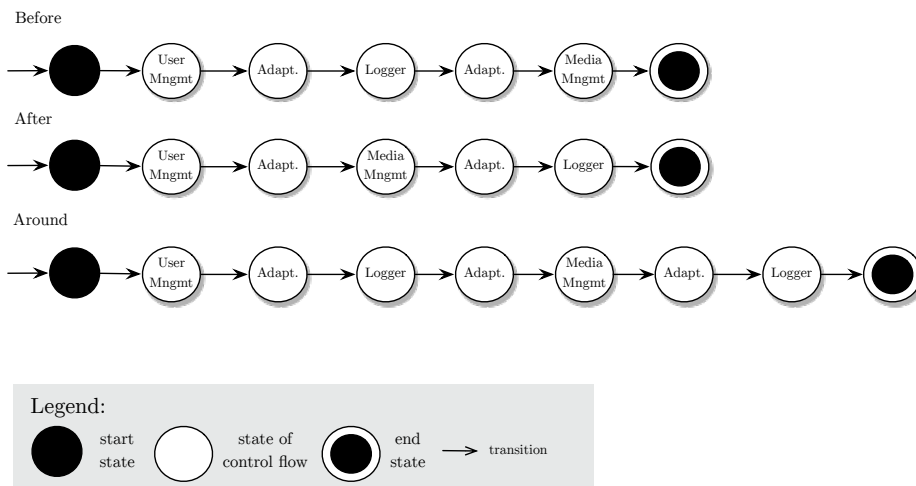 Before
User
Mngmt
Adapt.
Logger
Adapt.
Media
Mngmt
After
User
Mngmt
Adapt.
Media
Mngmt
Adapt.
Logger
Around
User
Mngmt
Adapt.
Logger
Adapt.
Media
Mngmt
Adapt.
Logger
Legend:
start
state
state of
control flow
end
state
transition